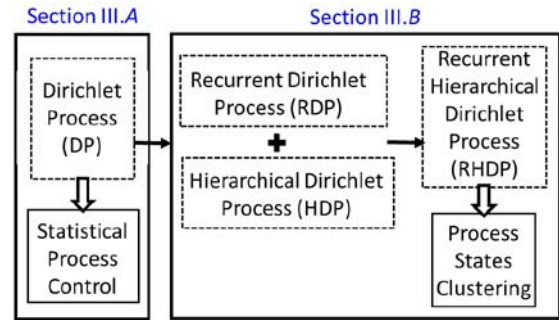 Section III.A
Section III.B
Dirichlet
Process
(DP)
Statistical
Process
Control
Recurrent Dirichlet
Process (RDP)
+
Hierarchical Dirichlet
Process (HDP)
Recurrent
Hierarchical
Dirichlet
Process
(RHDP)
Process
States
Clustering